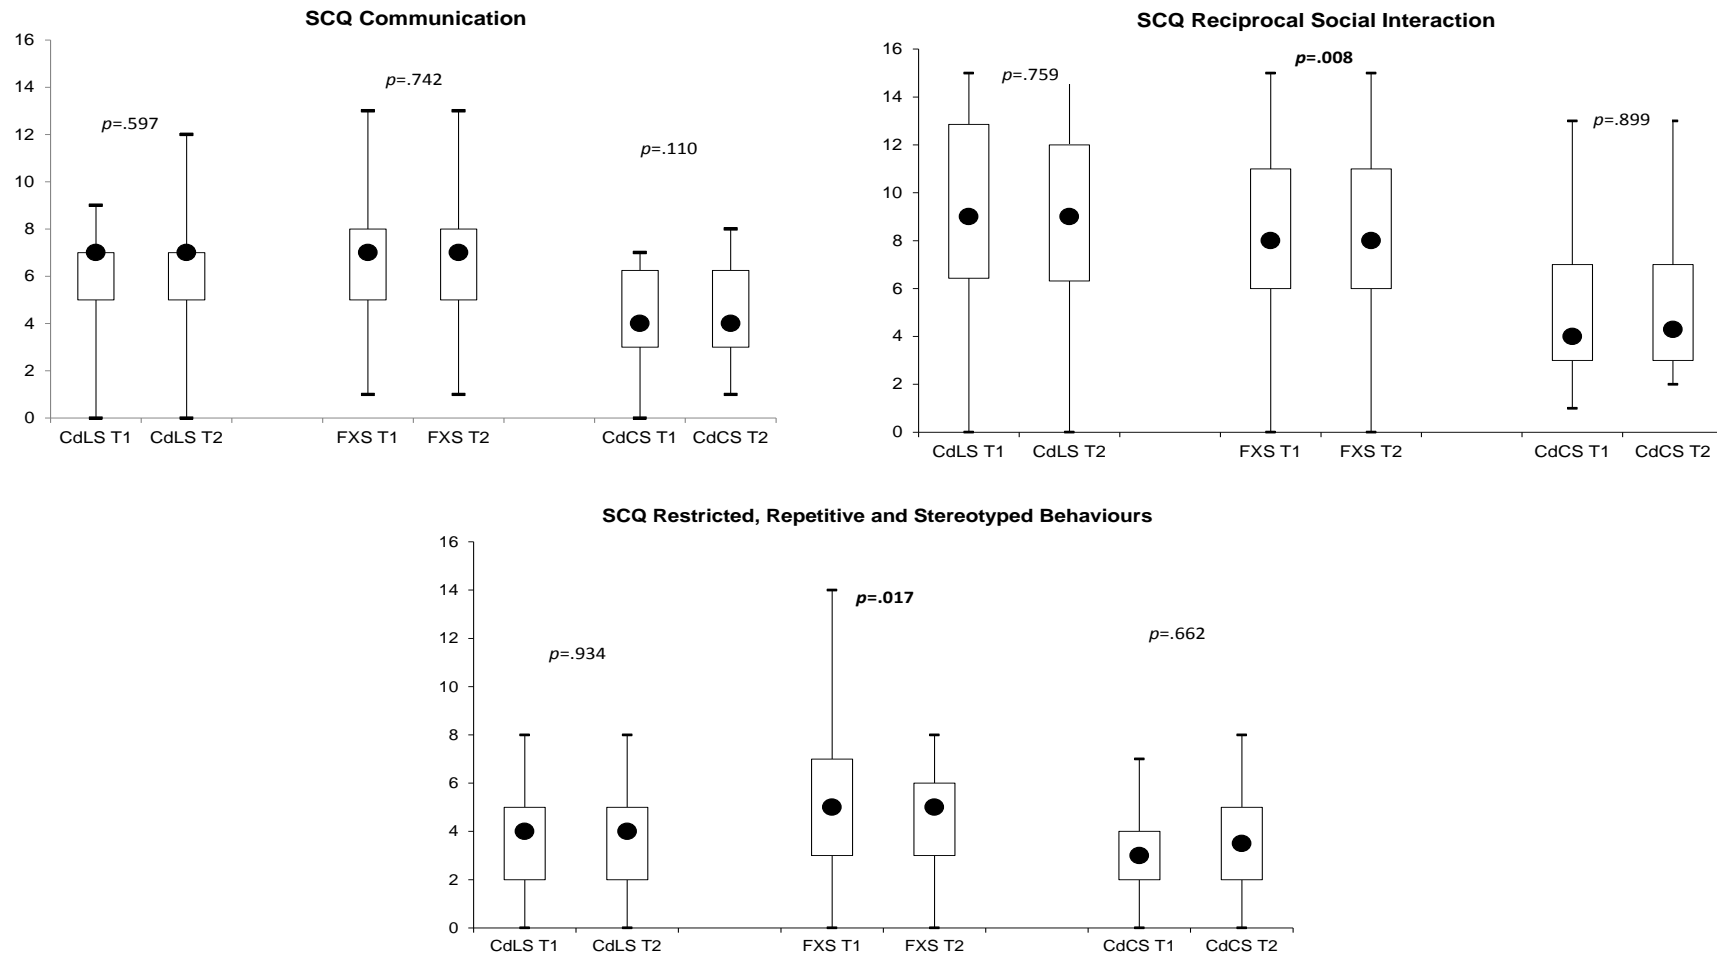 SCQ Communication
16
14
12
10
8
6
4
2
0
p=.597
p=.742
p=.110
CdLS T1 CdLS T2 FXS T1 FXS T2 CdCS T1 CdCS T2
SCQ Reciprocal Social Interaction
16
14
12
10
8
6
4
2
0
p=.759
p=.008
p=.899
CdLS T1 CdLS T2 FXS T1 FXS T2 CdCS T1 CdCS T2
SCQ Restricted, Repetitive and Stereotyped Behaviours
16
14
12
10
8
6
4
2
0
p=.934
p=.017
p=.662
CdLS T1 CdLS T2 FXS T1 FXS T2 CdCS T1 CdCS T2